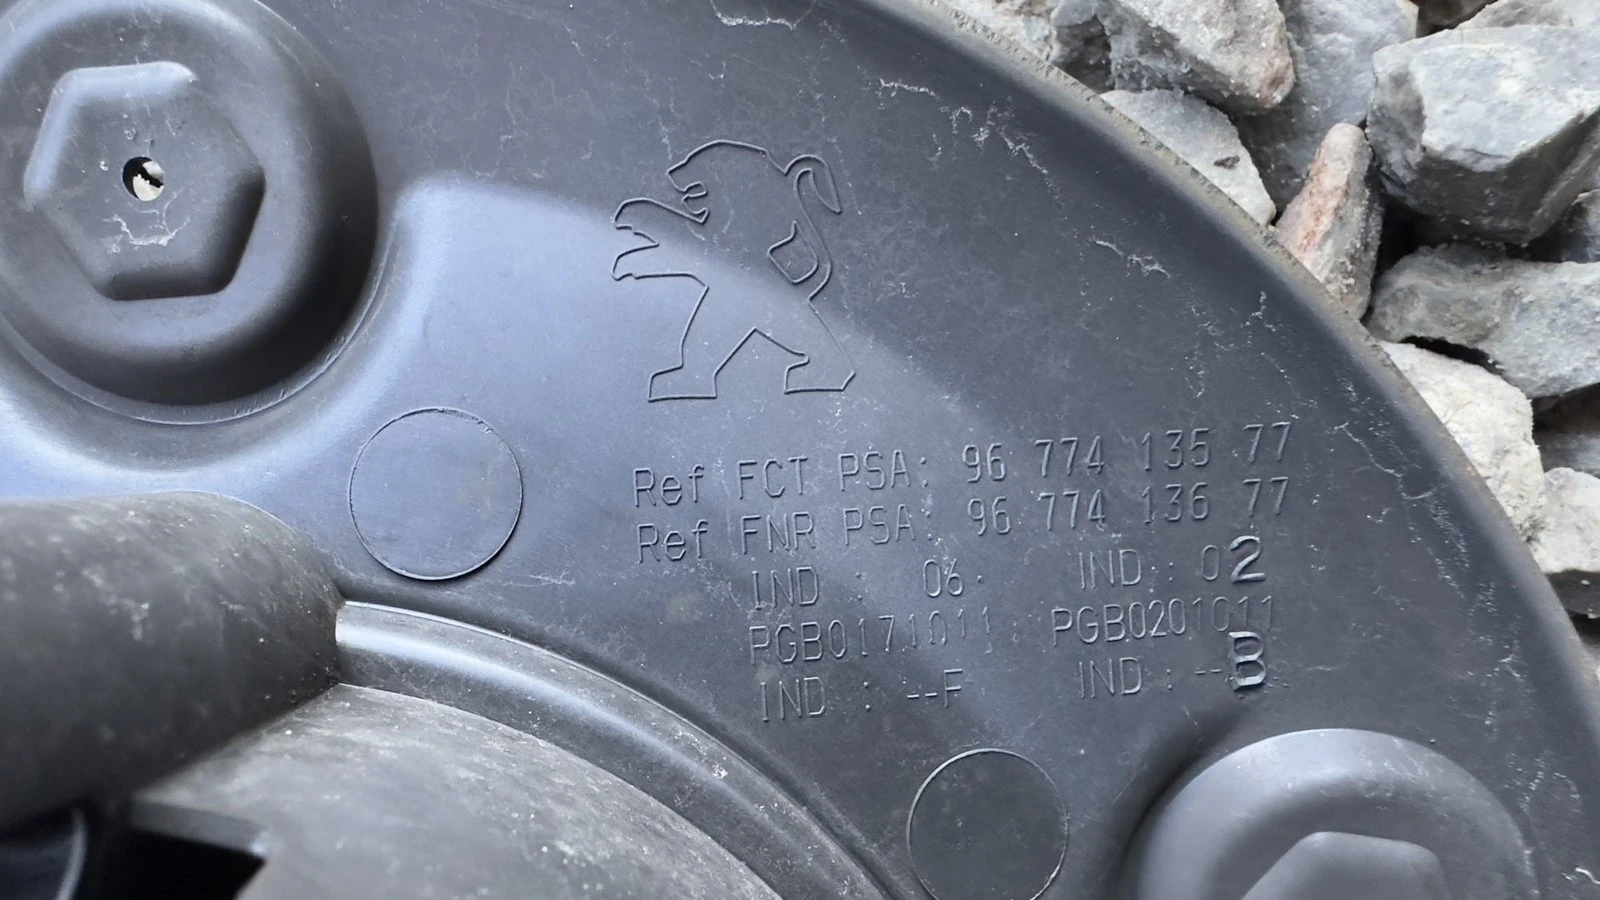 Ref FCT PSA: 96 774 135 77
Ref FNR PSA: 96 774 136 77
IND : 06 IND : 02
PGB0171011 PGB0201011
IND : --F IND : --B